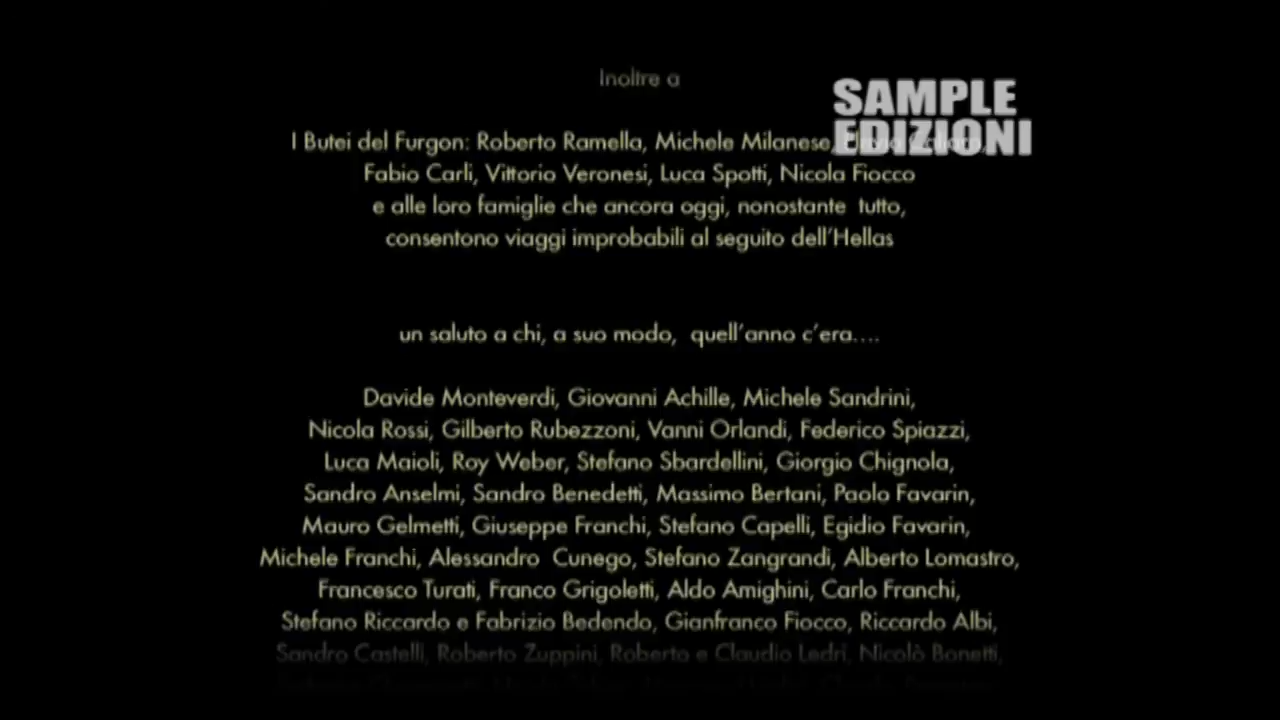 Inoltre a
SAMPLE
EDIZIONI
I Butei del Furgon: Roberto Ramella, Michele Milanese,
Fabio Carli, Vittorio Veronesi, Luca Spotti, Nicola Fiocco
e alle loro famiglie che ancora oggi, nonostante tutto,
consentono viaggi improbabili al seguito dell'Hellas
un saluto a chi, a suo modo, quell'anno c'era....
Davide Monteverdi, Giovanni Achille, Michele Sandrini,
Nicola Rossi, Gilberto Rubezzoni, Vanni Orlandi, Federico Spiazzi,
Luca Maioli, Roy Weber, Stefano Sbardellini, Giorgio Chignola,
Sandro Anselmi, Sandro Benedetti, Massimo Bertani, Paolo Favarin,
Mauro Gelmetti, Giuseppe Franchi, Stefano Capelli, Egidio Favarin,
Michele Franchi, Alessandro Cunego, Stefano Zangrandi, Alberto Lomastro,
Francesco Turati, Franco Grigoletti, Aldo Amighini, Carlo Franchi,
Stefano Riccardo e Fabrizio Bedendo, Gianfranco Fiocco, Riccardo Albi,
Sandro Castelli, Roberto Zuppini, Roberto e Claudio Ledri, Nicolò Bonetti,